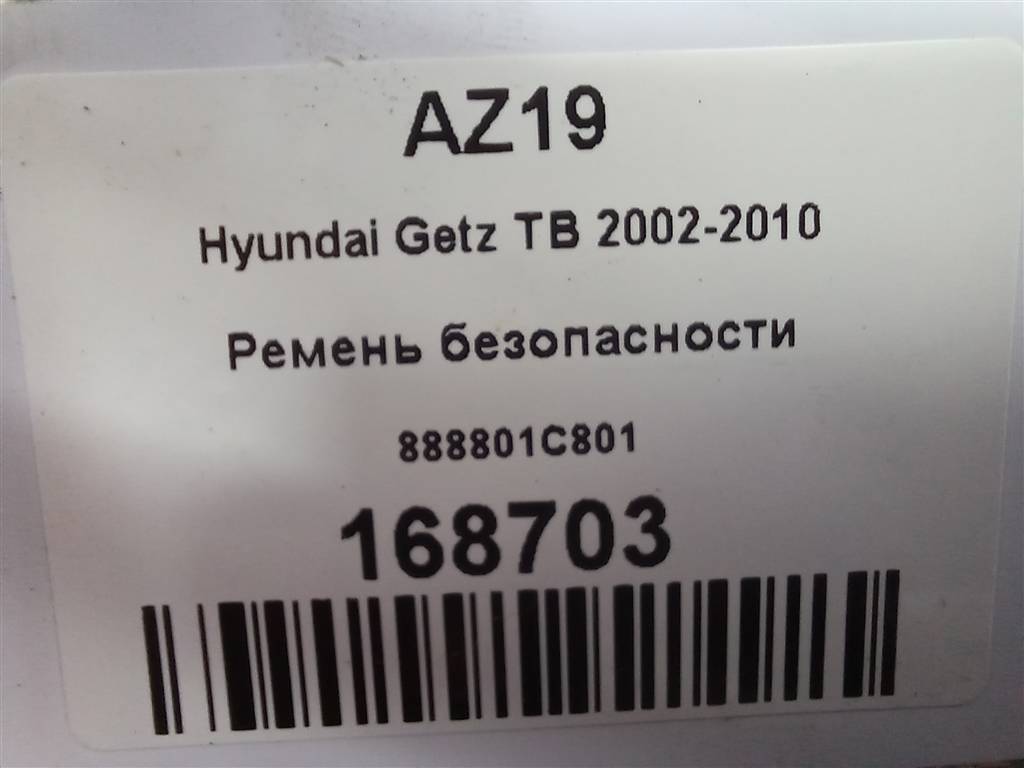 AZ19
Hyundai Getz TB 2002-2010
Ремень безопасности
888801C801
168703